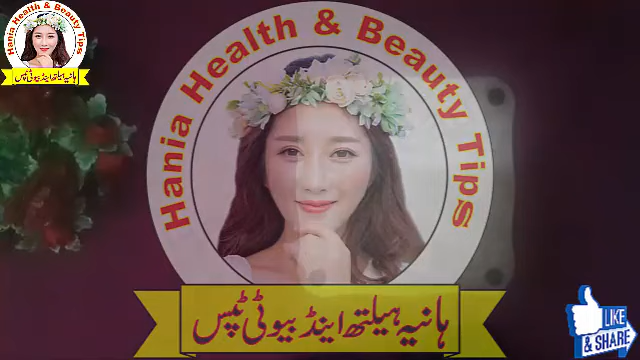 Hania Health & Beauty Tips
ہانیہ ہیلتھ اینڈ بیوٹی ٹپس
Hania Health & Beauty Tips
ہانیہ ہیلتھ اینڈ بیوٹی ٹپس
LIKE
& SHARE